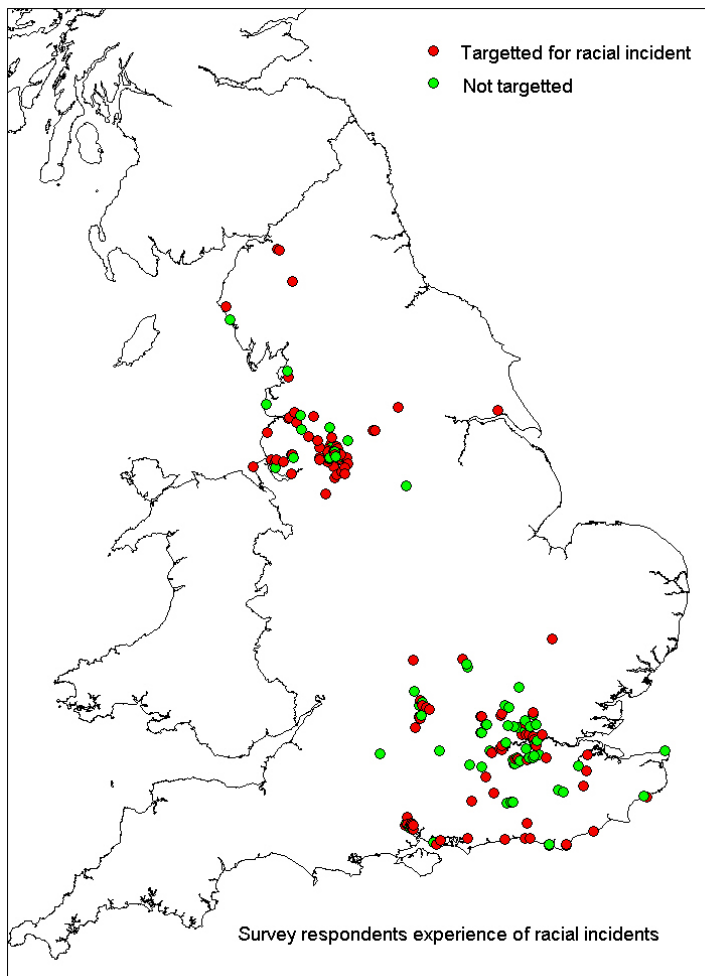 Targetted for racial incident
Not targetted
Survey respondents experience of racial incidents